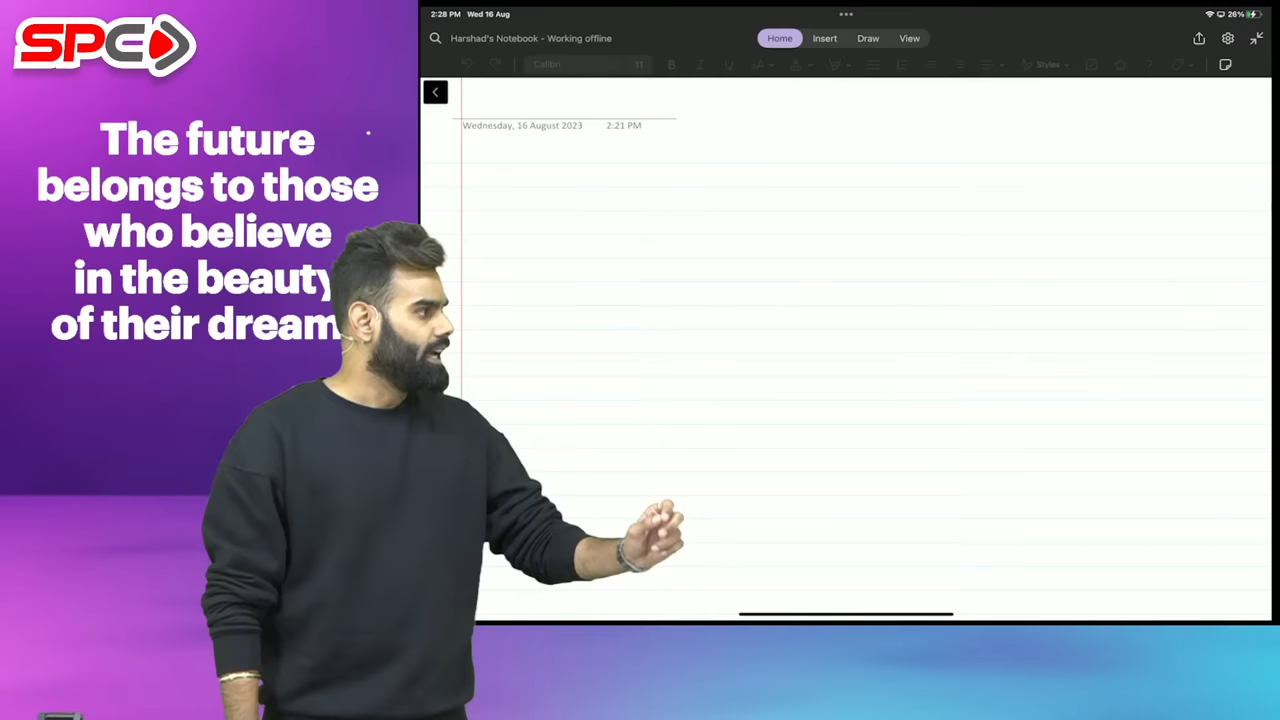 SPC
The future
belongs to those
who believe
in the beauty
of their dream
2:28 PM Wed 16 Aug
26%
Harshad's Notebook - Working offline
Home Insert Draw View
Calibri 11 B I U Styles
Wednesday, 16 August 2023 2:21 PM